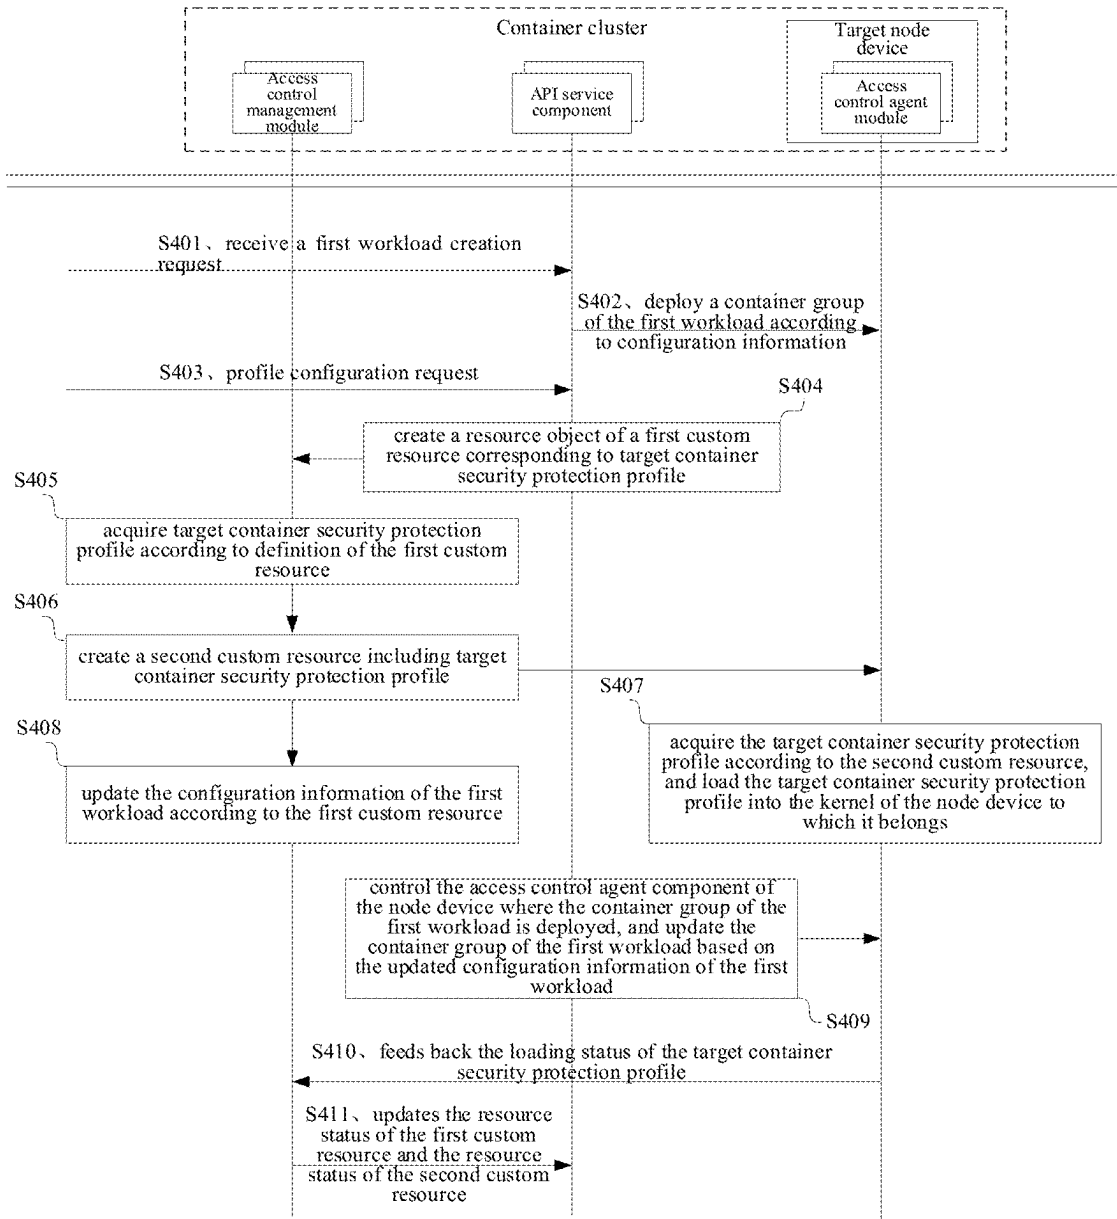 Container cluster
Target node
device
Access
control
management
module
API service
component
Access
control agent
module
S401、receive a first workload creation
request
S402、deploy a container group
of the first workload according
to configuration information
S403、profile configuration request
S404
create a resource object of a first custom
resource corresponding to target container
security protection profile
S405
acquire target container security protection
profile according to definition of the first custom
resource
S406
create a second custom resource including target
container security protection profile
S407
acquire the target container security protection
profile according to the second custom resource,
and load the target container security protection
profile into the kernel of the node device to
which it belongs
S408
update the configuration information of the first
workload according to the first custom resource
control the access control agent component of
the node device where the container group of the
first workload is deployed, and update the
container group of the first workload based on
the updated configuration information of the first
workload
S409
S410、feeds back the loading status of the target container
security protection profile
S411、updates the resource
status of the first custom
resource and the resource
status of the second custom
resource